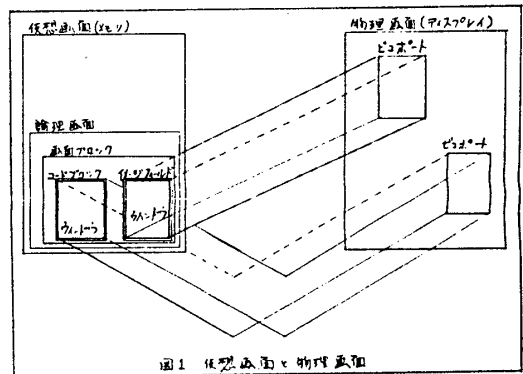 仮想画面(メモリ)
物理画面(ディスプレイ)
ビューポート
論理画面
画面ブロック
コードブロック
イメージフィールド
ウィンドウ
ウィンドウ
ビューポート
図1 仮想画面と物理画面